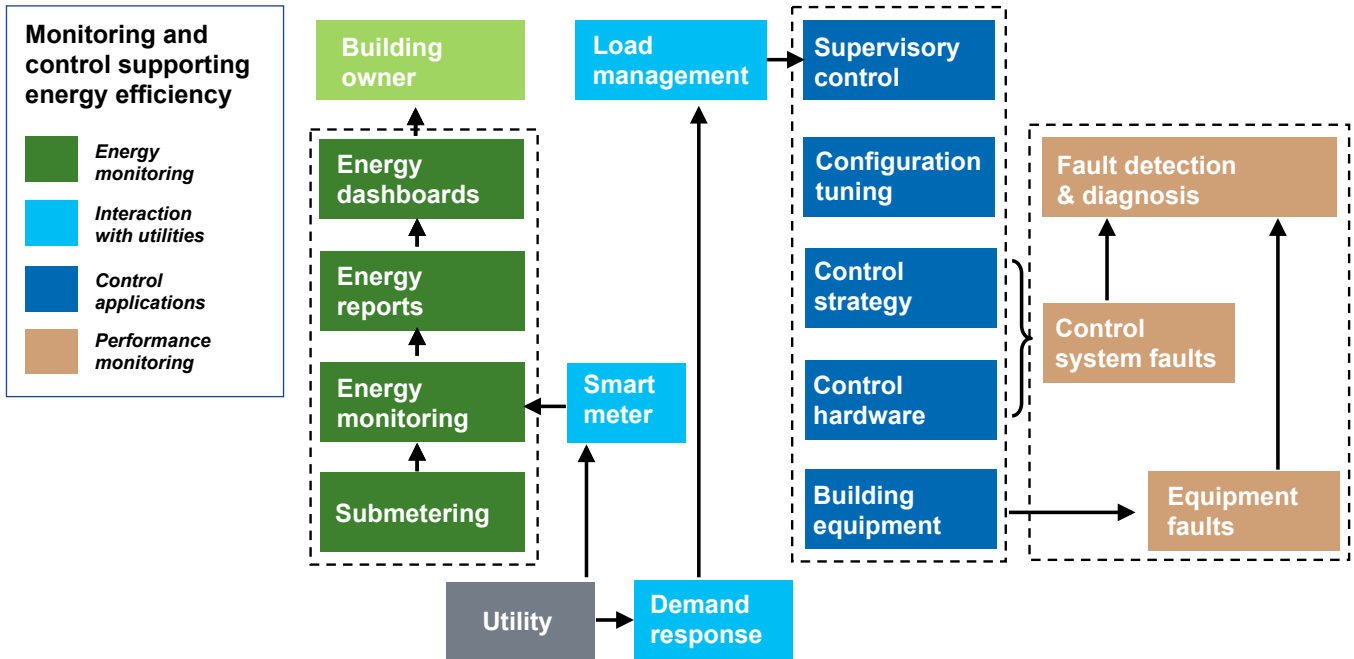 Monitoring and
control supporting
energy efficiency
Energy
monitoring
Interaction
with utilities
Control
applications
Performance
monitoring
Building
owner
Energy
dashboards
Energy
reports
Energy
monitoring
Submetering
Utility
Smart
meter
Demand
response
Load
management
Supervisory
control
Configuration
tuning
Control
strategy
Control
hardware
Building
equipment
Fault detection
& diagnosis
Control
system faults
Equipment
faults